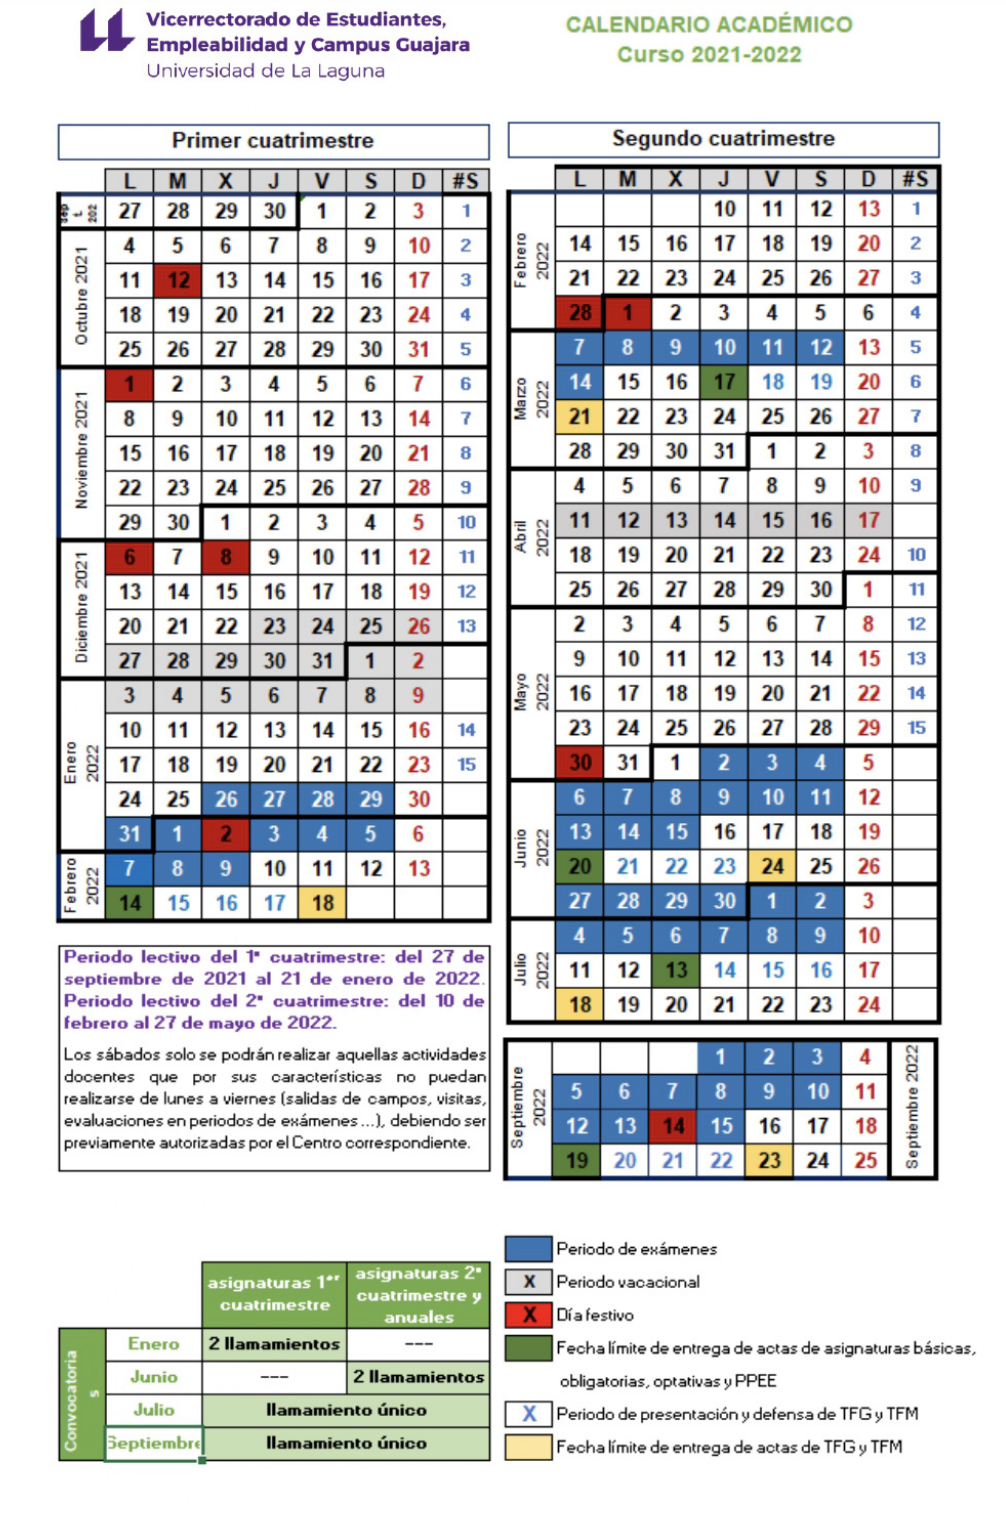 Vicerrectorado de Estudiantes,
Empleabilidad y Campus Guajara
Universidad de La Laguna
CALENDARIO ACADÉMICO
Curso 2021-2022
Primer cuatrimestre
L M X J V S D #S
sep t. 202
27 28 29 30 1 2 3 1
Octubre 2021
4 5 6 7 8 9 10 2
11 12 13 14 15 16 17 3
18 19 20 21 22 23 24 4
25 26 27 28 29 30 31 5
Noviembre 2021
1 2 3 4 5 6 7 6
8 9 10 11 12 13 14 7
15 16 17 18 19 20 21 8
22 23 24 25 26 27 28 9
29 30 1 2 3 4 5 10
Diciembre 2021
6 7 8 9 10 11 12 11
13 14 15 16 17 18 19 12
20 21 22 23 24 25 26 13
27 28 29 30 31 1 2
Enero 2022
3 4 5 6 7 8 9
10 11 12 13 14 15 16 14
17 18 19 20 21 22 23 15
24 25 26 27 28 29 30
31 1 2 3 4 5 6
Febrero 2022
7 8 9 10 11 12 13
14 15 16 17 18
Segundo cuatrimestre
L M X J V S D #S
Febrero 2022
10 11 12 13 1
14 15 16 17 18 19 20 2
21 22 23 24 25 26 27 3
28 1 2 3 4 5 6 4
Marzo 2022
7 8 9 10 11 12 13 5
14 15 16 17 18 19 20 6
21 22 23 24 25 26 27 7
28 29 30 31 1 2 3 8
Abril 2022
4 5 6 7 8 9 10 9
11 12 13 14 15 16 17
18 19 20 21 22 23 24 10
25 26 27 28 29 30 1 11
Mayo 2022
2 3 4 5 6 7 8 12
9 10 11 12 13 14 15 13
16 17 18 19 20 21 22 14
23 24 25 26 27 28 29 15
30 31 1 2 3 4 5
Junio 2022
6 7 8 9 10 11 12
13 14 15 16 17 18 19
20 21 22 23 24 25 26
27 28 29 30 1 2 3
Julio 2022
4 5 6 7 8 9 10
11 12 13 14 15 16 17
18 19 20 21 22 23 24
Septiembre 2022
1 2 3 4
5 6 7 8 9 10 11
12 13 14 15 16 17 18
19 20 21 22 23 24 25
Septiembre 2022
Periodo lectivo del 1º cuatrimestre: del 27 de
septiembre de 2021 al 21 de enero de 2022.
Periodo lectivo del 2º cuatrimestre: del 10 de
febrero al 27 de mayo de 2022.
Los sábados solo se podrán realizar aquellas actividades
docentes que por sus características no puedan
realizarse de lunes a viernes (salidas de campos, visitas,
evaluaciones en periodos de exámenes ...), debiendo ser
previamente autorizadas por el Centro correspondiente.
asignaturas 1er
cuatrimestre
asignaturas 2º
cuatrimestre y
anuales
Convocatoria
s
Enero 2 llamamientos ---
Junio --- 2 llamamientos
Julio llamamiento único
Septiembre llamamiento único
Periodo de exámenes
X Periodo vacacional
X Día festivo
Fecha límite de entrega de actas de asignaturas básicas,
obligatorias, optativas y PPEE
X Periodo de presentación y defensa de TFG y TFM
Fecha límite de entrega de actas de TFG y TFM